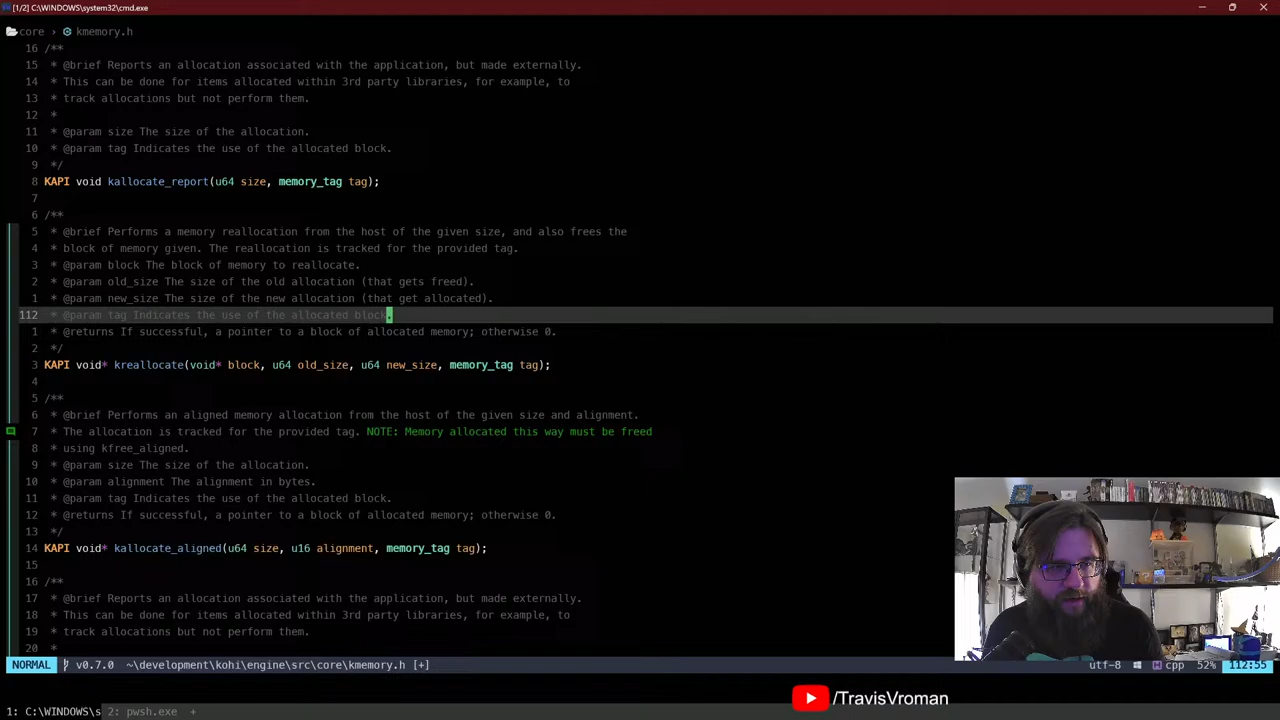 [1/2] C:\WINDOWS\system32\cmd.exe
core › kmemory.h
16 /**
15  * @brief Reports an allocation associated with the application, but made externally.
14  * This can be done for items allocated within 3rd party libraries, for example, to
13  * track allocations but not perform them.
12  *
11  * @param size The size of the allocation.
10  * @param tag Indicates the use of the allocated block.
9  */
8 KAPI void kallocate_report(u64 size, memory_tag tag);
7
6 /**
5  * @brief Performs a memory reallocation from the host of the given size, and also frees the
4  * block of memory given. The reallocation is tracked for the provided tag.
3  * @param block The block of memory to reallocate.
2  * @param old_size The size of the old allocation (that gets freed).
1  * @param new_size The size of the new allocation (that get allocated).
112  * @param tag Indicates the use of the allocated block.
1  * @returns If successful, a pointer to a block of allocated memory; otherwise 0.
2  */
3 KAPI void* kreallocate(void* block, u64 old_size, u64 new_size, memory_tag tag);
4
5 /**
6  * @brief Performs an aligned memory allocation from the host of the given size and alignment.
7  * The allocation is tracked for the provided tag. NOTE: Memory allocated this way must be freed
8  * using kfree_aligned.
9  * @param size The size of the allocation.
10  * @param alignment The alignment in bytes.
11  * @param tag Indicates the use of the allocated block.
12  * @returns If successful, a pointer to a block of allocated memory; otherwise 0.
13  */
14 KAPI void* kallocate_aligned(u64 size, u16 alignment, memory_tag tag);
15
16 /**
17  * @brief Reports an allocation associated with the application, but made externally.
18  * This can be done for items allocated within 3rd party libraries, for example, to
19  * track allocations but not perform them.
20  *
NORMAL v0.7.0 ~\development\kohi\engine\src\core\kmemory.h [+] utf-8 cpp 52% 112:55
/TravisVroman
1: C:\WINDOWS\s 2: pwsh.exe +